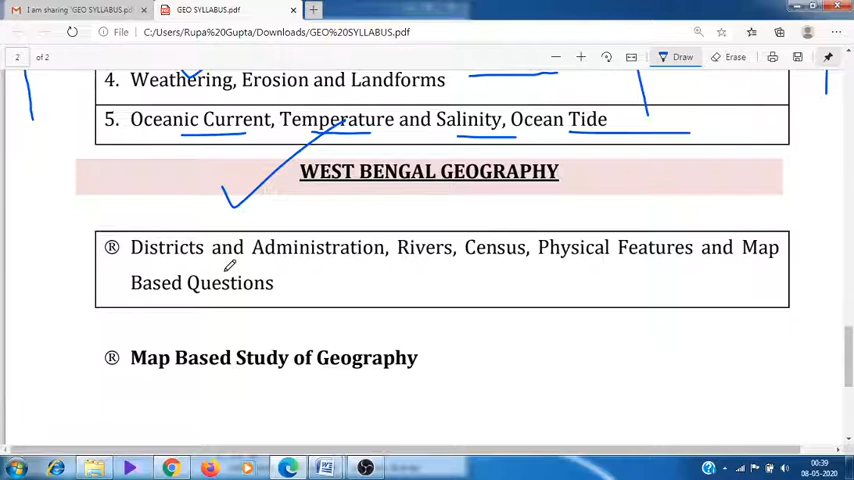 I am sharing 'GEO SYLLABUS.pdf'
GEO SYLLABUS.pdf
File
C:/Users/Rupa%20Gupta/Downloads/GEO%20SYLLABUS.pdf
2 of 2
Draw
Erase
4. Weathering, Erosion and Landforms
5. Oceanic Current, Temperature and Salinity, Ocean Tide
WEST BENGAL GEOGRAPHY
® Districts and Administration, Rivers, Census, Physical Features and Map
Based Questions
® Map Based Study of Geography
00:39
08-05-2020